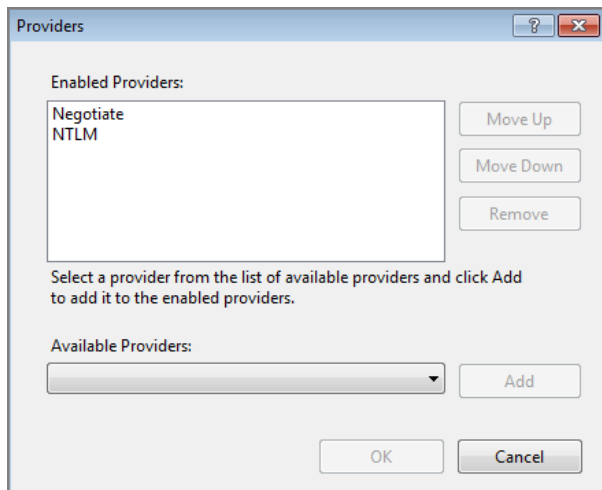 Providers
Enabled Providers:
Negotiate
NTLM
Move Up
Move Down
Remove
Select a provider from the list of available providers and click Add
to add it to the enabled providers.
Available Providers:
Add
OK
Cancel